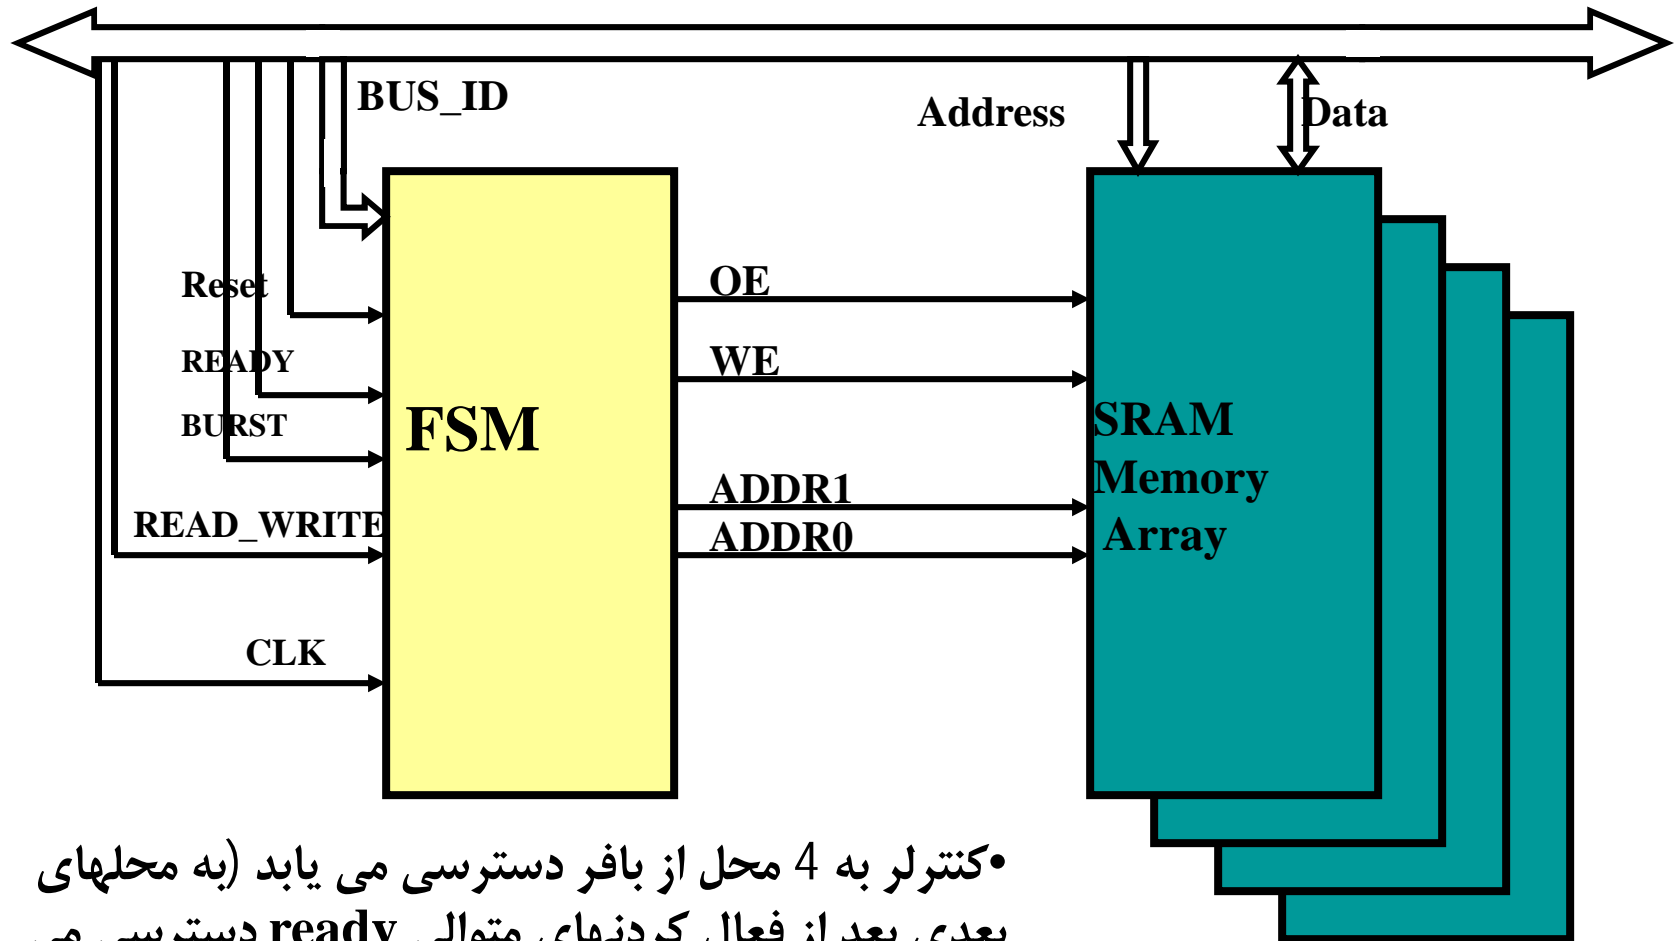 BUS_ID
Address
Data
Reset
OE
READY
WE
BURST
FSM
SRAM
Memory
Array
ADDR1
READ_WRITE
ADDR0
CLK
•کنترلر به 4 محل از بافر دسترسی می یابد (به محلهای
بعدی بعد از فعال کردنهای متوالی ready دسترسی می